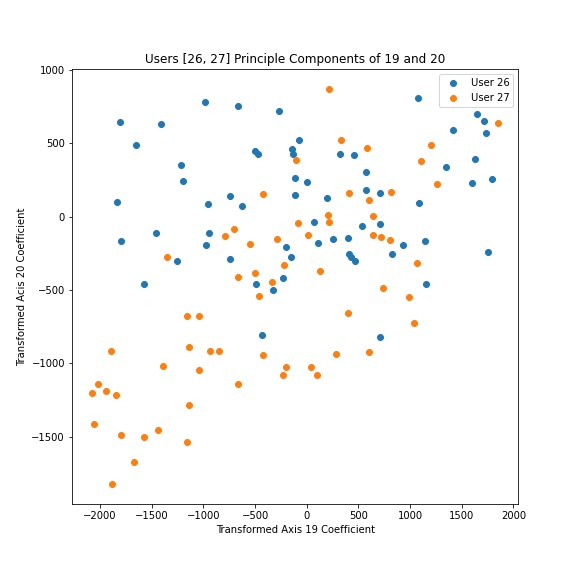 Users [26, 27] Principle Components of 19 and 20
User 26
User 27
Transformed Acis 20 Coefficient
1000
500
0
−500
−1000
−1500
−2000 −1500 −1000 −500 0 500 1000 1500 2000
Transformed Axis 19 Coefficient